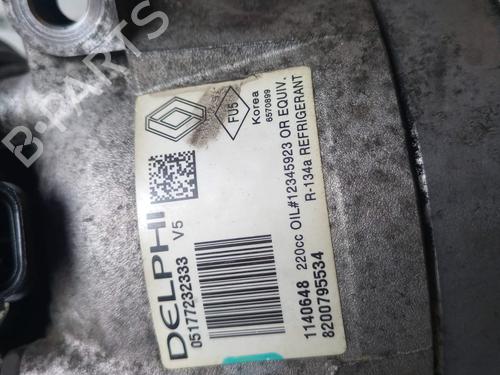 FU5
Korea
6570899
DELPHI
V5
05177232333
1140648 220cc OIL#12345923 OR EQUIV.
8200795534 R-134a REFRIGERANT
B-PARTS